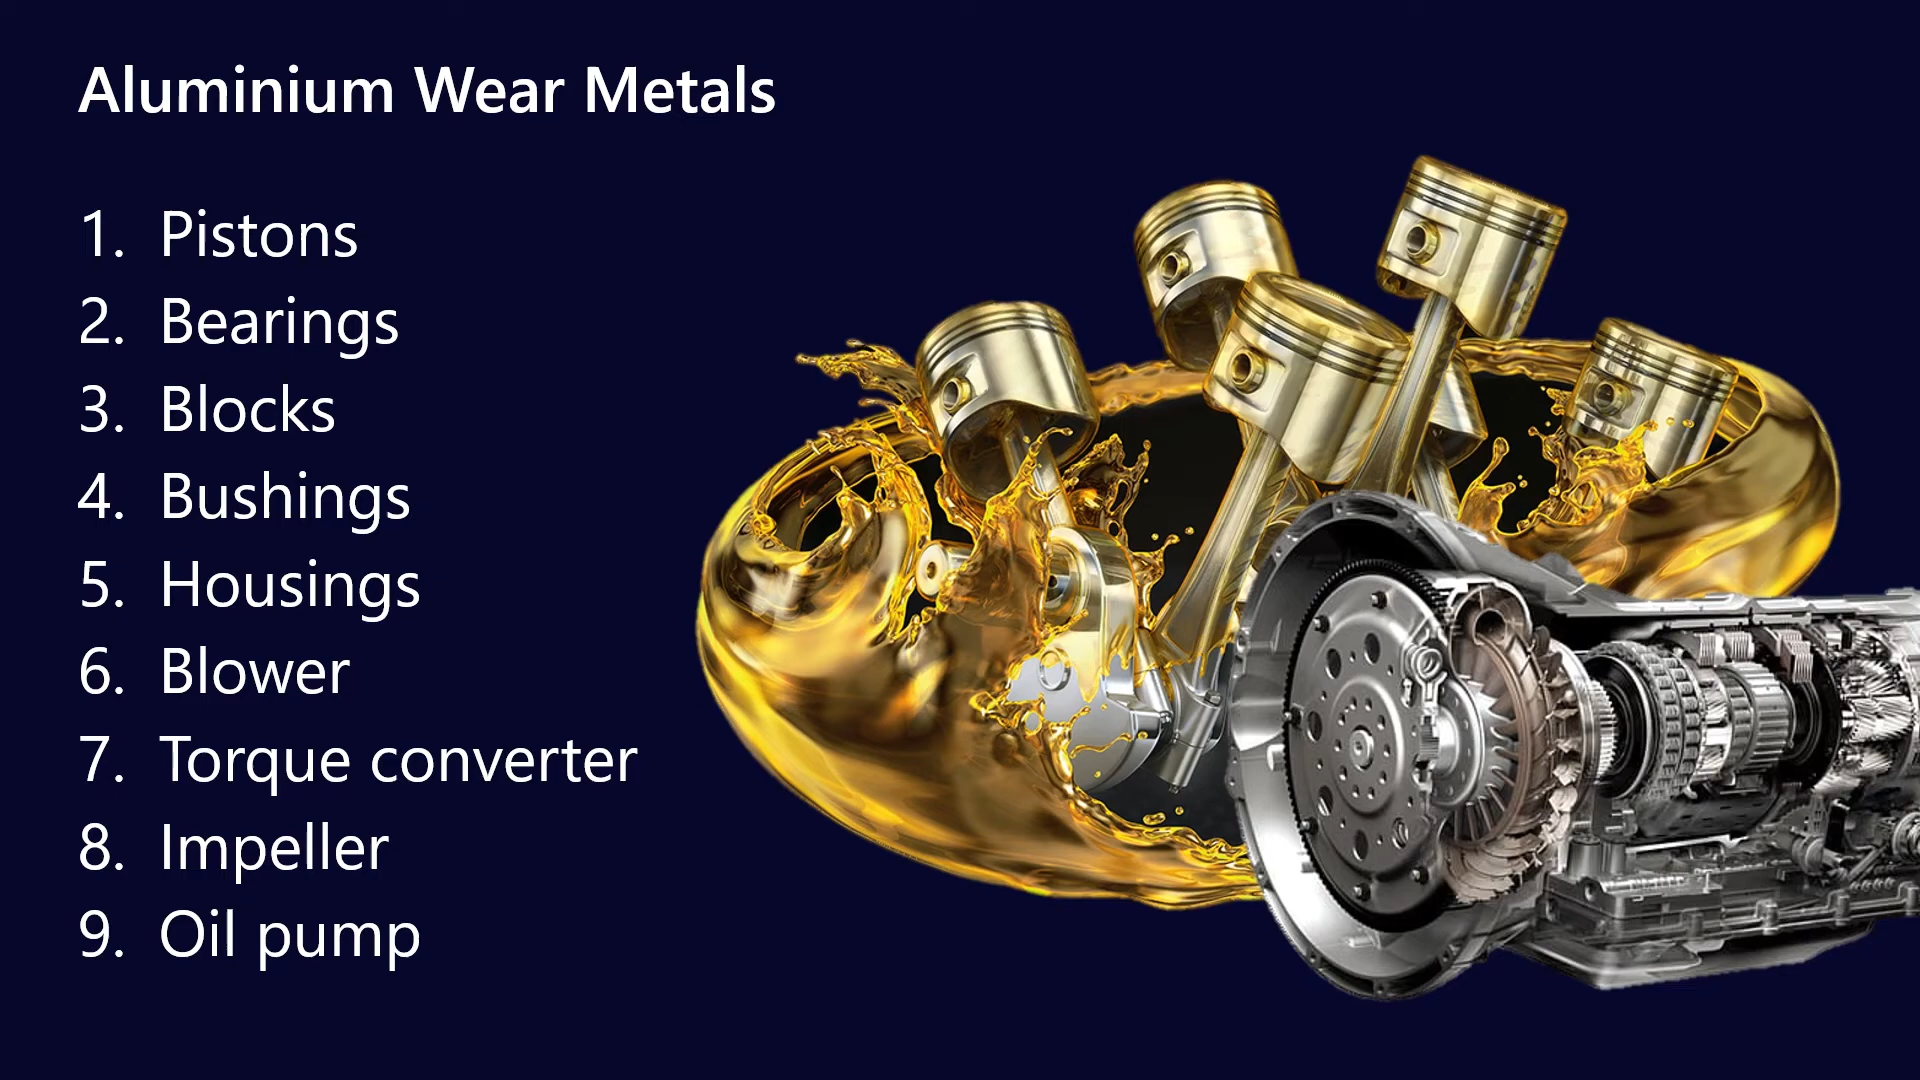 Aluminium Wear Metals
1. Pistons
2. Bearings
3. Blocks
4. Bushings
5. Housings
6. Blower
7. Torque converter
8. Impeller
9. Oil pump